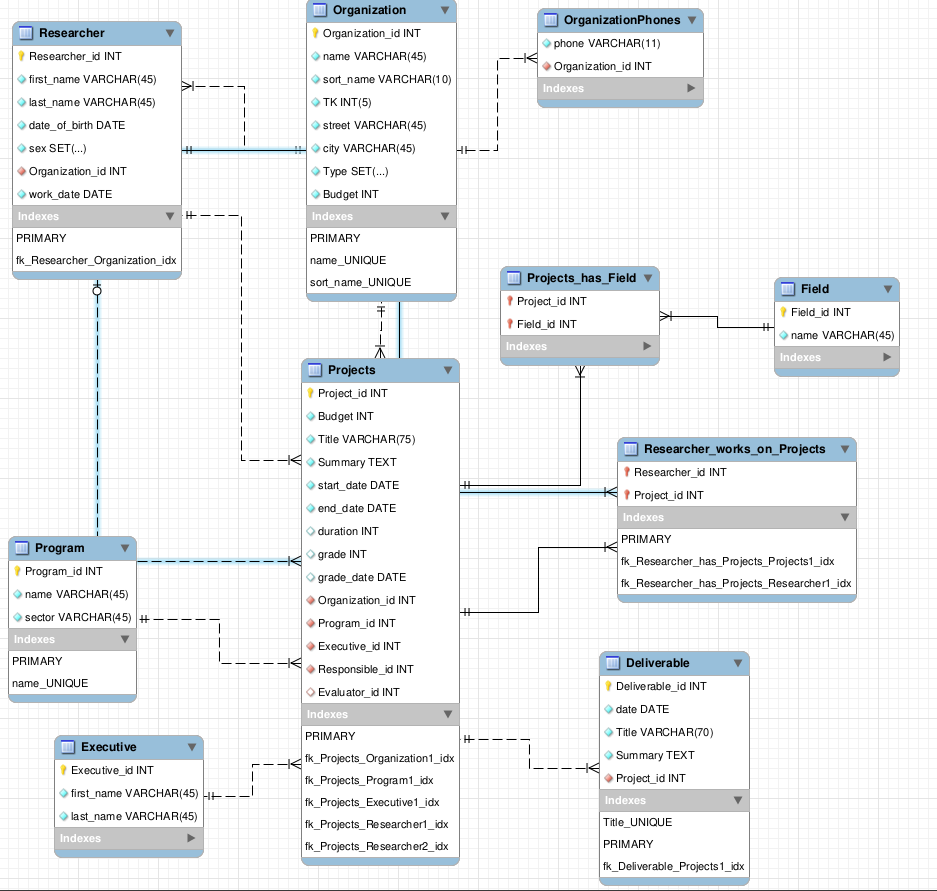 Researcher
Researcher_id INT
first_name VARCHAR(45)
last_name VARCHAR(45)
date_of_birth DATE
sex SET(...)
Organization_id INT
work_date DATE
Indexes
PRIMARY
fk_Researcher_Organization_idx
Organization
Organization_id INT
name VARCHAR(45)
sort_name VARCHAR(10)
TK INT(5)
street VARCHAR(45)
city VARCHAR(45)
Type SET(...)
Budget INT
Indexes
PRIMARY
name_UNIQUE
sort_name_UNIQUE
OrganizationPhones
phone VARCHAR(11)
Organization_id INT
Indexes
Projects_has_Field
Project_id INT
Field_id INT
Indexes
Field
Field_id INT
name VARCHAR(45)
Indexes
Projects
Project_id INT
Budget INT
Title VARCHAR(75)
Summary TEXT
start_date DATE
end_date DATE
duration INT
grade INT
grade_date DATE
Organization_id INT
Program_id INT
Executive_id INT
Responsible_id INT
Evaluator_id INT
Indexes
PRIMARY
fk_Projects_Organization1_idx
fk_Projects_Program1_idx
fk_Projects_Executive1_idx
fk_Projects_Researcher1_idx
fk_Projects_Researcher2_idx
Researcher_works_on_Projects
Researcher_id INT
Project_id INT
Indexes
PRIMARY
fk_Researcher_has_Projects_Projects1_idx
fk_Researcher_has_Projects_Researcher1_idx
Program
Program_id INT
name VARCHAR(45)
sector VARCHAR(45)
Indexes
PRIMARY
name_UNIQUE
Executive
Executive_id INT
first_name VARCHAR(45)
last_name VARCHAR(45)
Indexes
Deliverable
Deliverable_id INT
date DATE
Title VARCHAR(70)
Summary TEXT
Project_id INT
Indexes
Title_UNIQUE
PRIMARY
fk_Deliverable_Projects1_idx